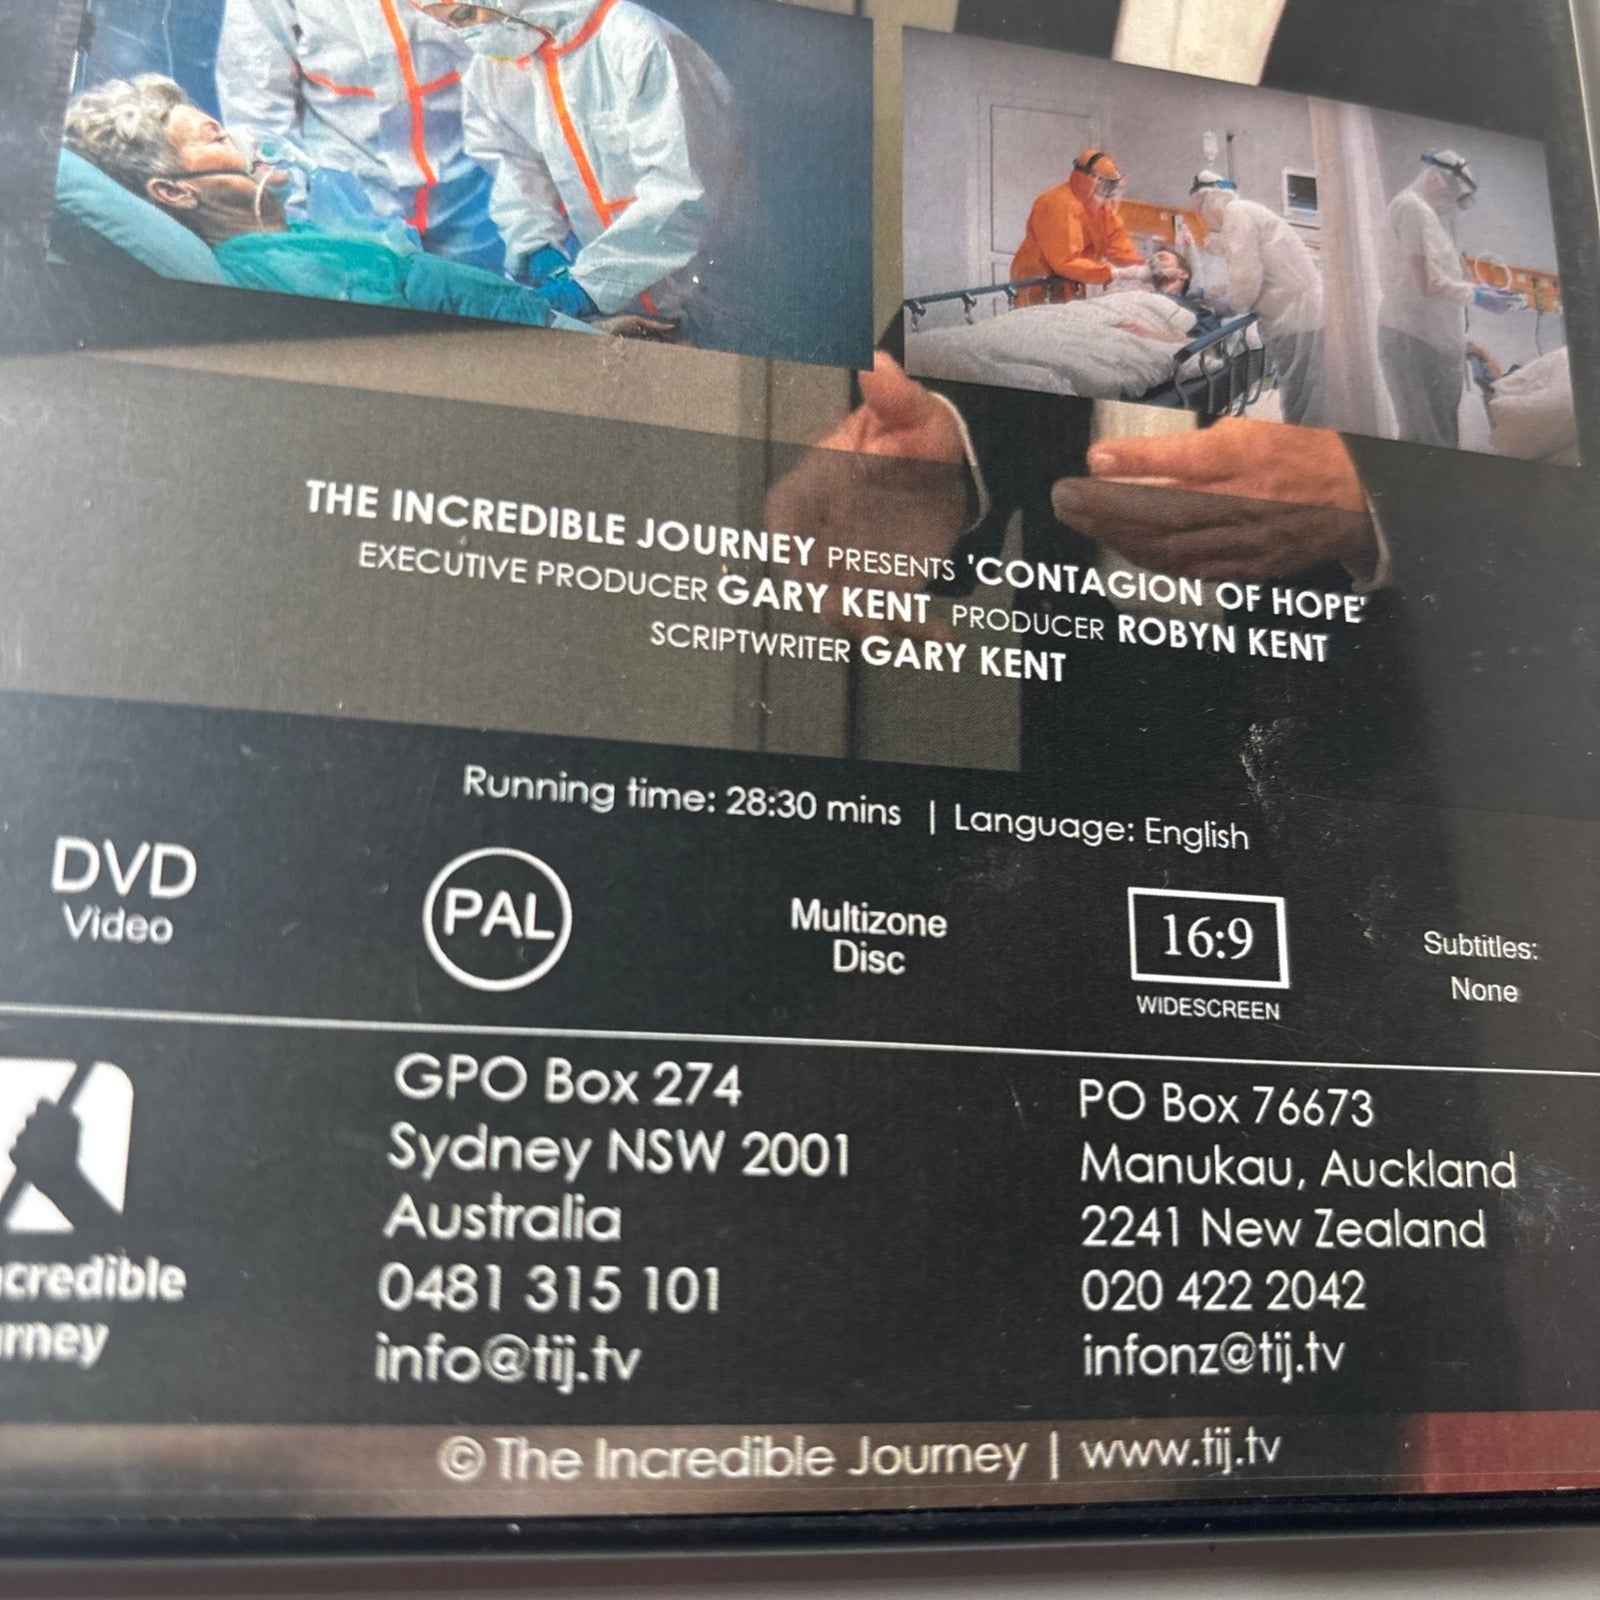 THE INCREDIBLE JOURNEY PRESENTS 'CONTAGION OF HOPE'
EXECUTIVE PRODUCER GARY KENT PRODUCER ROBYN KENT
SCRIPTWRITER GARY KENT
Running time: 28:30 mins | Language: English
DVD
Video
PAL
Multizone
Disc
16:9
WIDESCREEN
Subtitles:
None
credible
rney
GPO Box 274
Sydney NSW 2001
Australia
0481 315 101
info@tij.tv
PO Box 76673
Manukau, Auckland
2241 New Zealand
020 422 2042
infonz@tij.tv
© The Incredible Journey | www.tij.tv